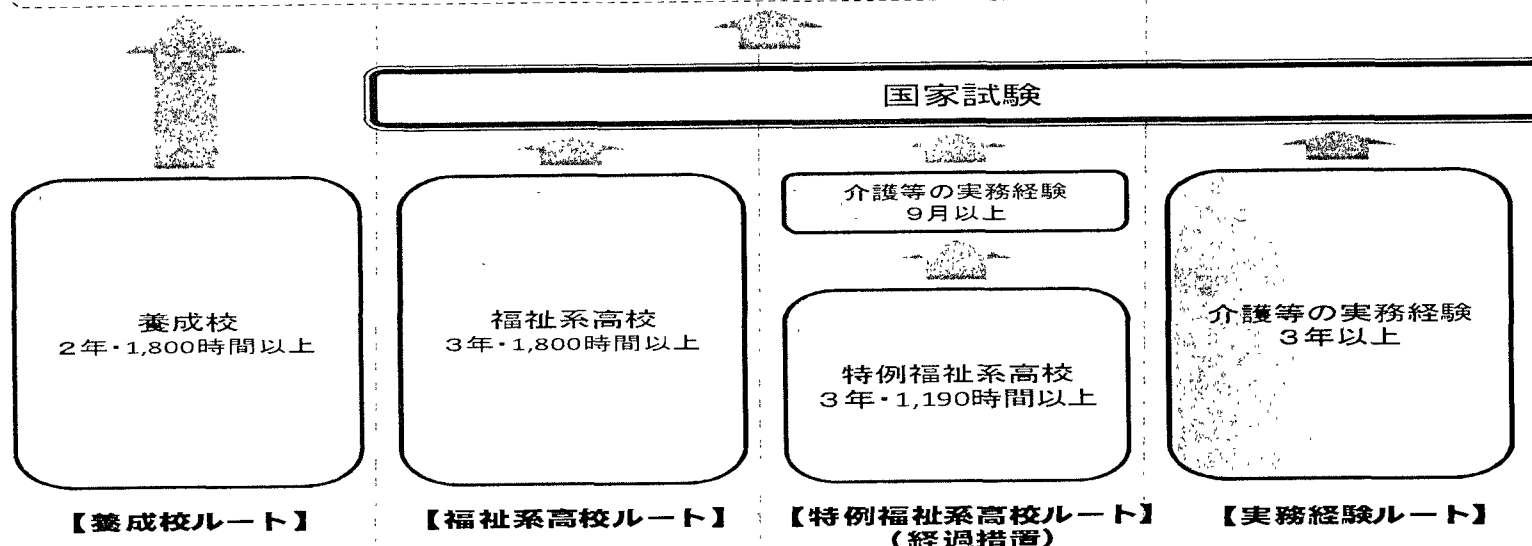 国家試験
養成校
2年・1,800時間以上
福祉系高校
3年・1,800時間以上
介護等の実務経験
9月以上
特例福祉系高校
3年・1,190時間以上
介護等の実務経験
3年以上
【養成校ルート】
【福祉系高校ルート】
【特例福祉系高校ルート】
(経過措置)
【実務経験ルート】